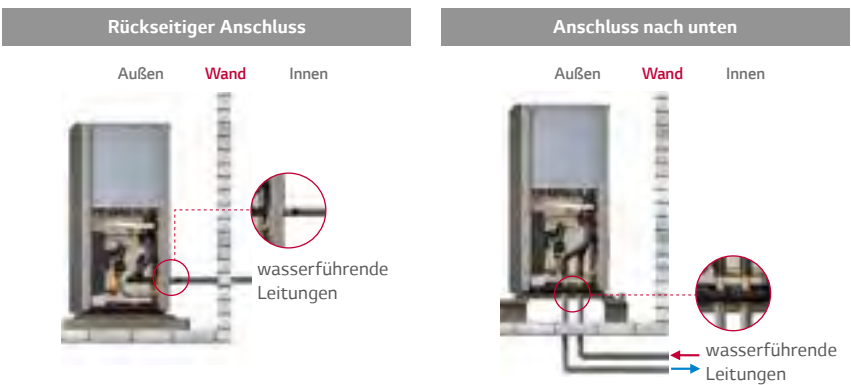 Rückseitiger Anschluss
Außen Wand Innen
wasserführende
Leitungen
Anschluss nach unten
Außen Wand Innen
wasserführende
Leitungen